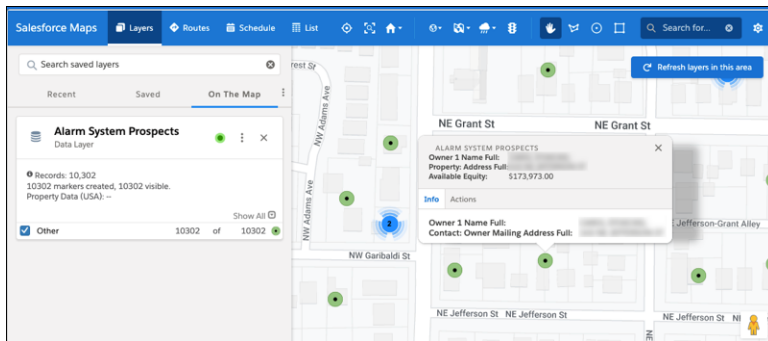 Salesforce Maps Layers Routes Schedule List Search for...
Search saved layers
Recent Saved On The Map
Alarm System Prospects
Data Layer
Records: 10,302
10302 markers created, 10302 visible.
Property Data (USA): --
Show All
Other 10302 of 10302
Refresh layers in this area
rest St
NW Adams Ave
NW Adams Ave
NE Grant St
NE Grant St
ALARM SYSTEM PROSPECTS
Owner 1 Name Full:
Property: Address Full:
Available Equity: $173,973.00
Info Actions
Owner 1 Name Full:
Contact: Owner Mailing Address Full:
2
Jefferson-Grant Alley
NW Garibaldi St
NE Jefferson St
NE Jefferson St
NE Jefferson St
NE